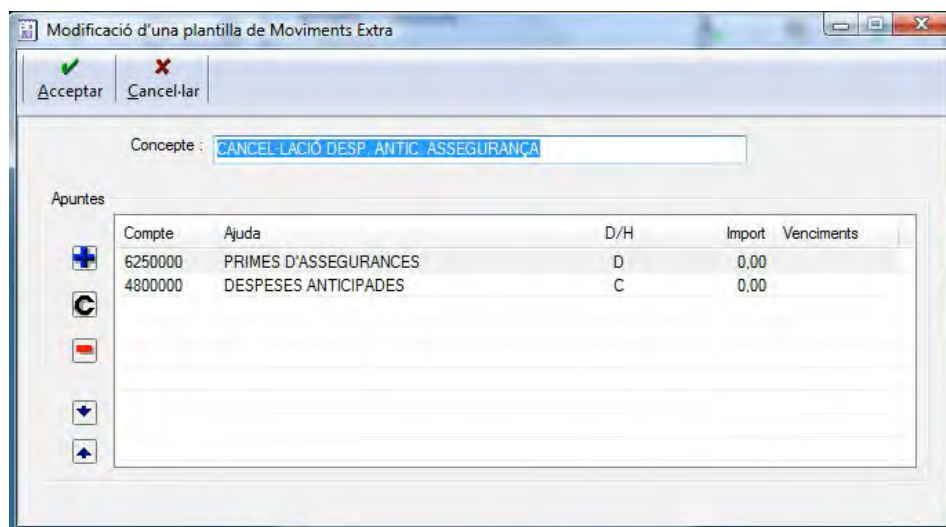 Modificació d'una plantilla de Moviments Extra
Acceptar Cancel·lar
Concepte : CANCEL·LACIÓ DESP. ANTIC. ASSEGURANÇA
Apuntes
Compte Ajuda D/H Import Venciments
6250000 PRIMES D'ASSEGURANCES D 0,00
4800000 DESPESES ANTICIPADES C 0,00
C